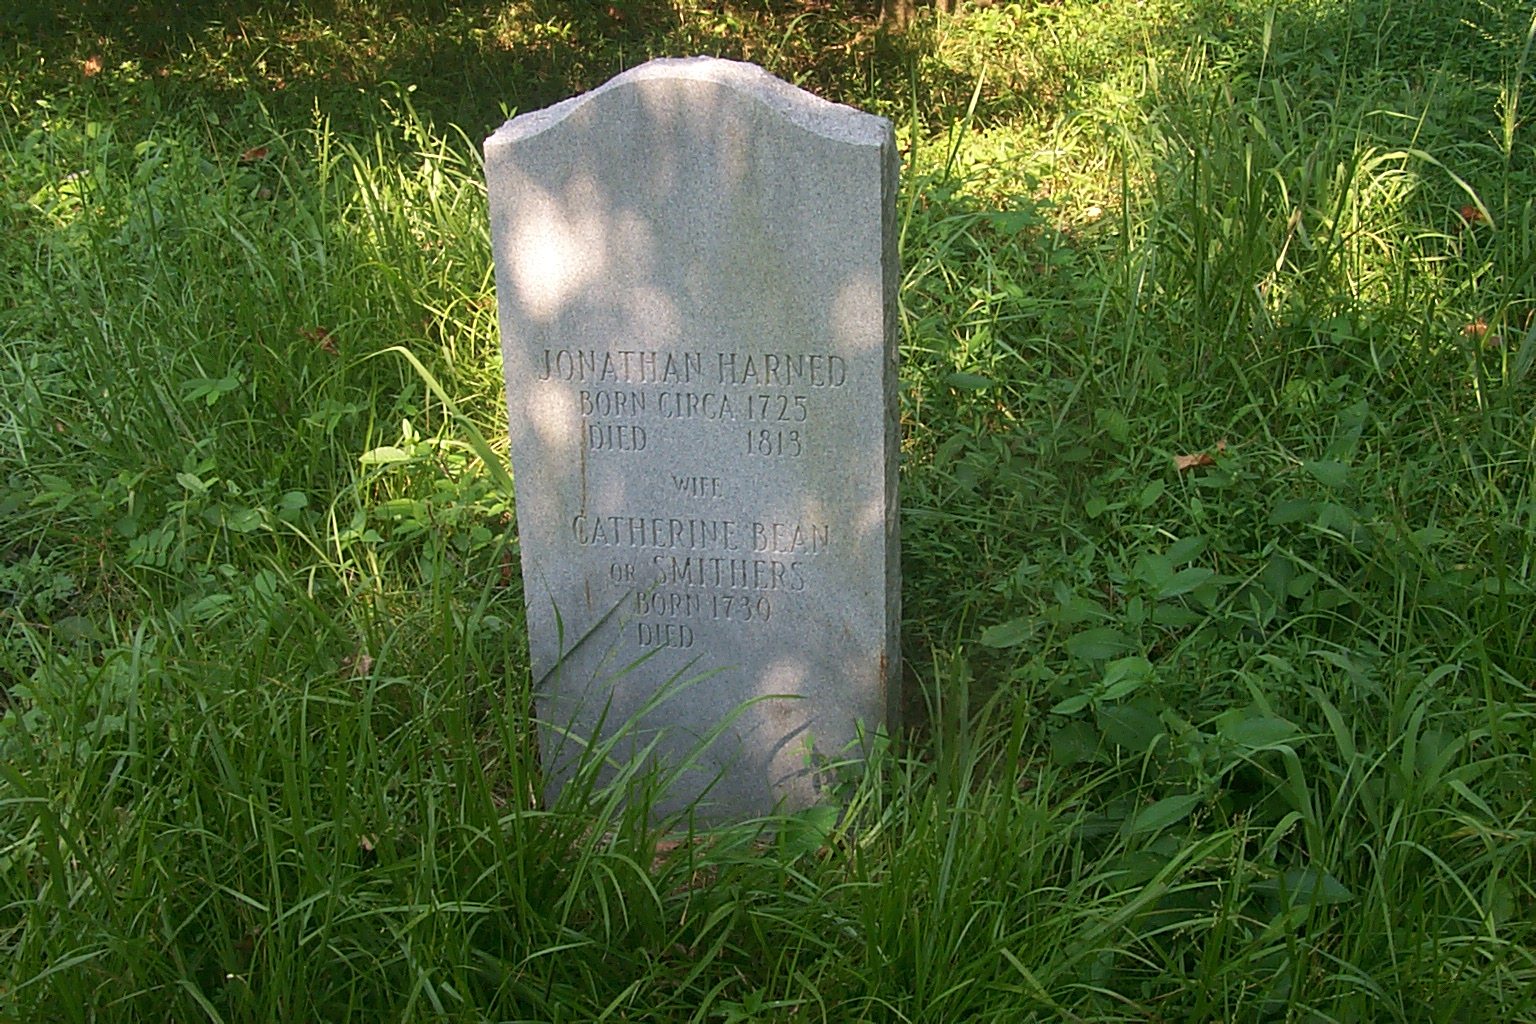 JONATHAN HARNED
BORN CIRCA 1725
DIED 1813
WIFE
CATHERINE BEAN
OR SMITHERS
BORN 1730
DIED